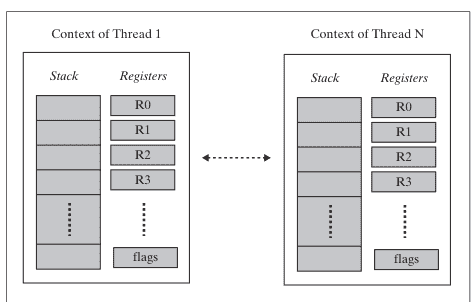 Context of Thread 1
Stack Registers
R0
R1
R2
R3
flags
Context of Thread N
Stack Registers
R0
R1
R2
R3
flags